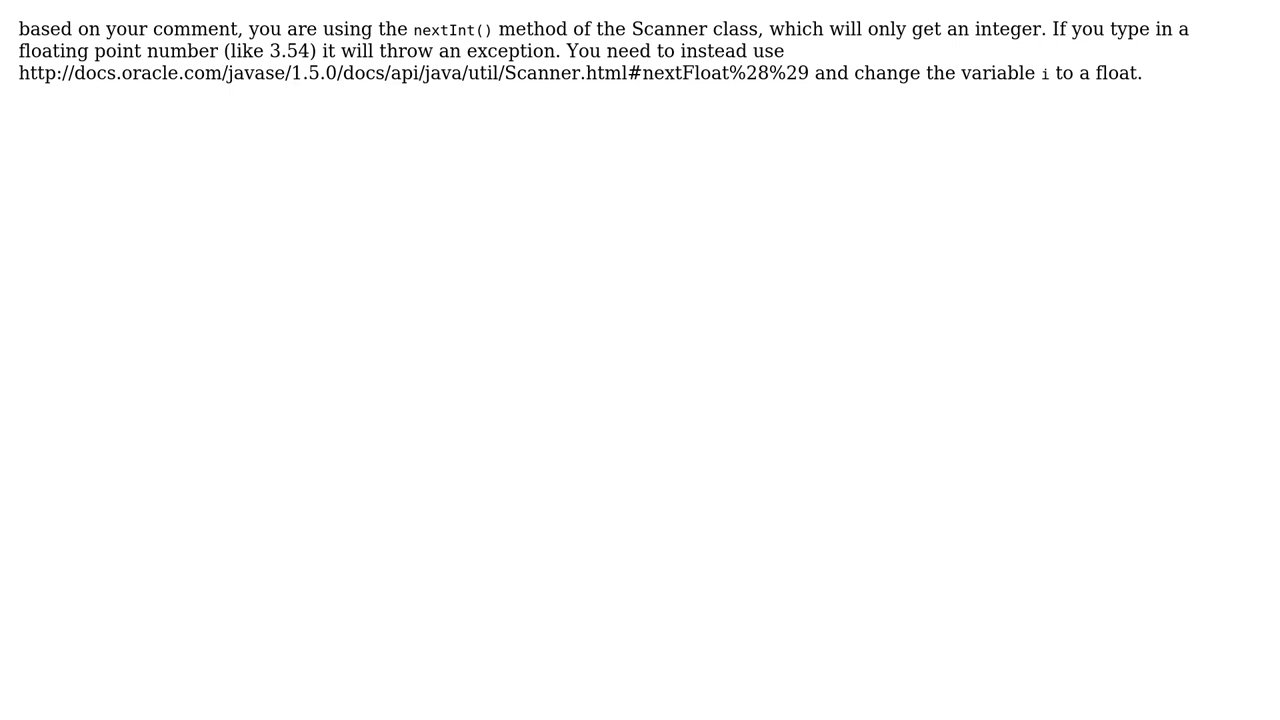 based on your comment, you are using the nextInt() method of the Scanner class, which will only get an integer. If you type in a
floating point number (like 3.54) it will throw an exception. You need to instead use
http://docs.oracle.com/javase/1.5.0/docs/api/java/util/Scanner.html#nextFloat%28%29 and change the variable i to a float.